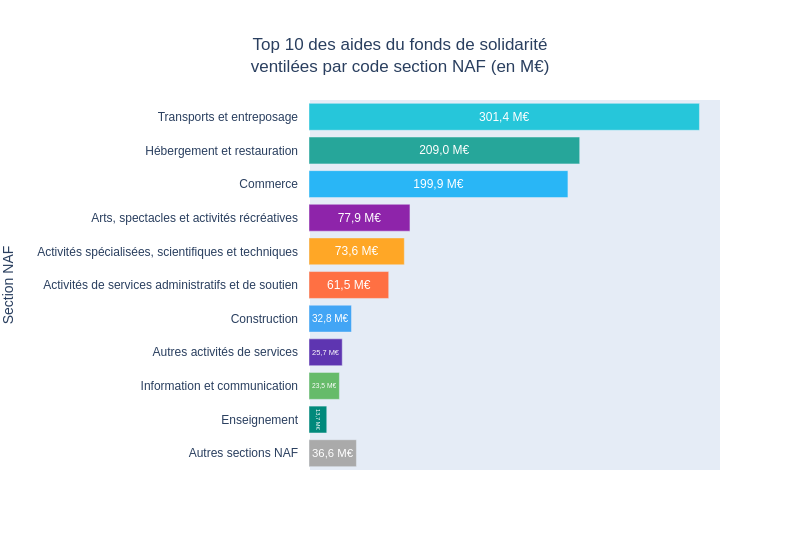 Top 10 des aides du fonds de solidarité
ventilées par code section NAF (en M€)
Section NAF
Transports et entreposage 301,4 M€
Hébergement et restauration 209,0 M€
Commerce 199,9 M€
Arts, spectacles et activités récréatives 77,9 M€
Activités spécialisées, scientifiques et techniques 73,6 M€
Activités de services administratifs et de soutien 61,5 M€
Construction 32,8 M€
Autres activités de services 25,7 M€
Information et communication 23,5 M€
Enseignement 13,7 M€
Autres sections NAF 36,6 M€